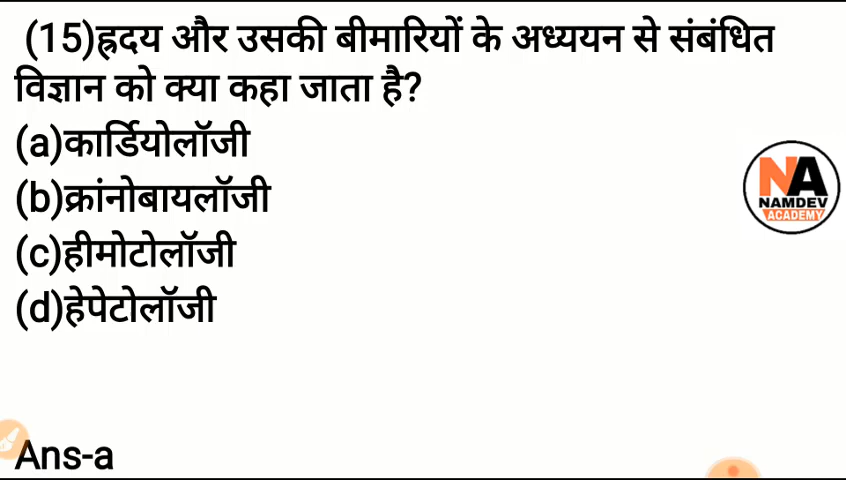 (15)ह्रदय और उसकी बीमारियों के अध्ययन से संबंधित
विज्ञान को क्या कहा जाता है?
(a)कार्डियोलॉजी
(b)क्रांनोबायलॉजी
(c)हीमोटोलॉजी
(d)हेपेटोलॉजी
NA
NAMDEV
ACADEMY
Ans-a